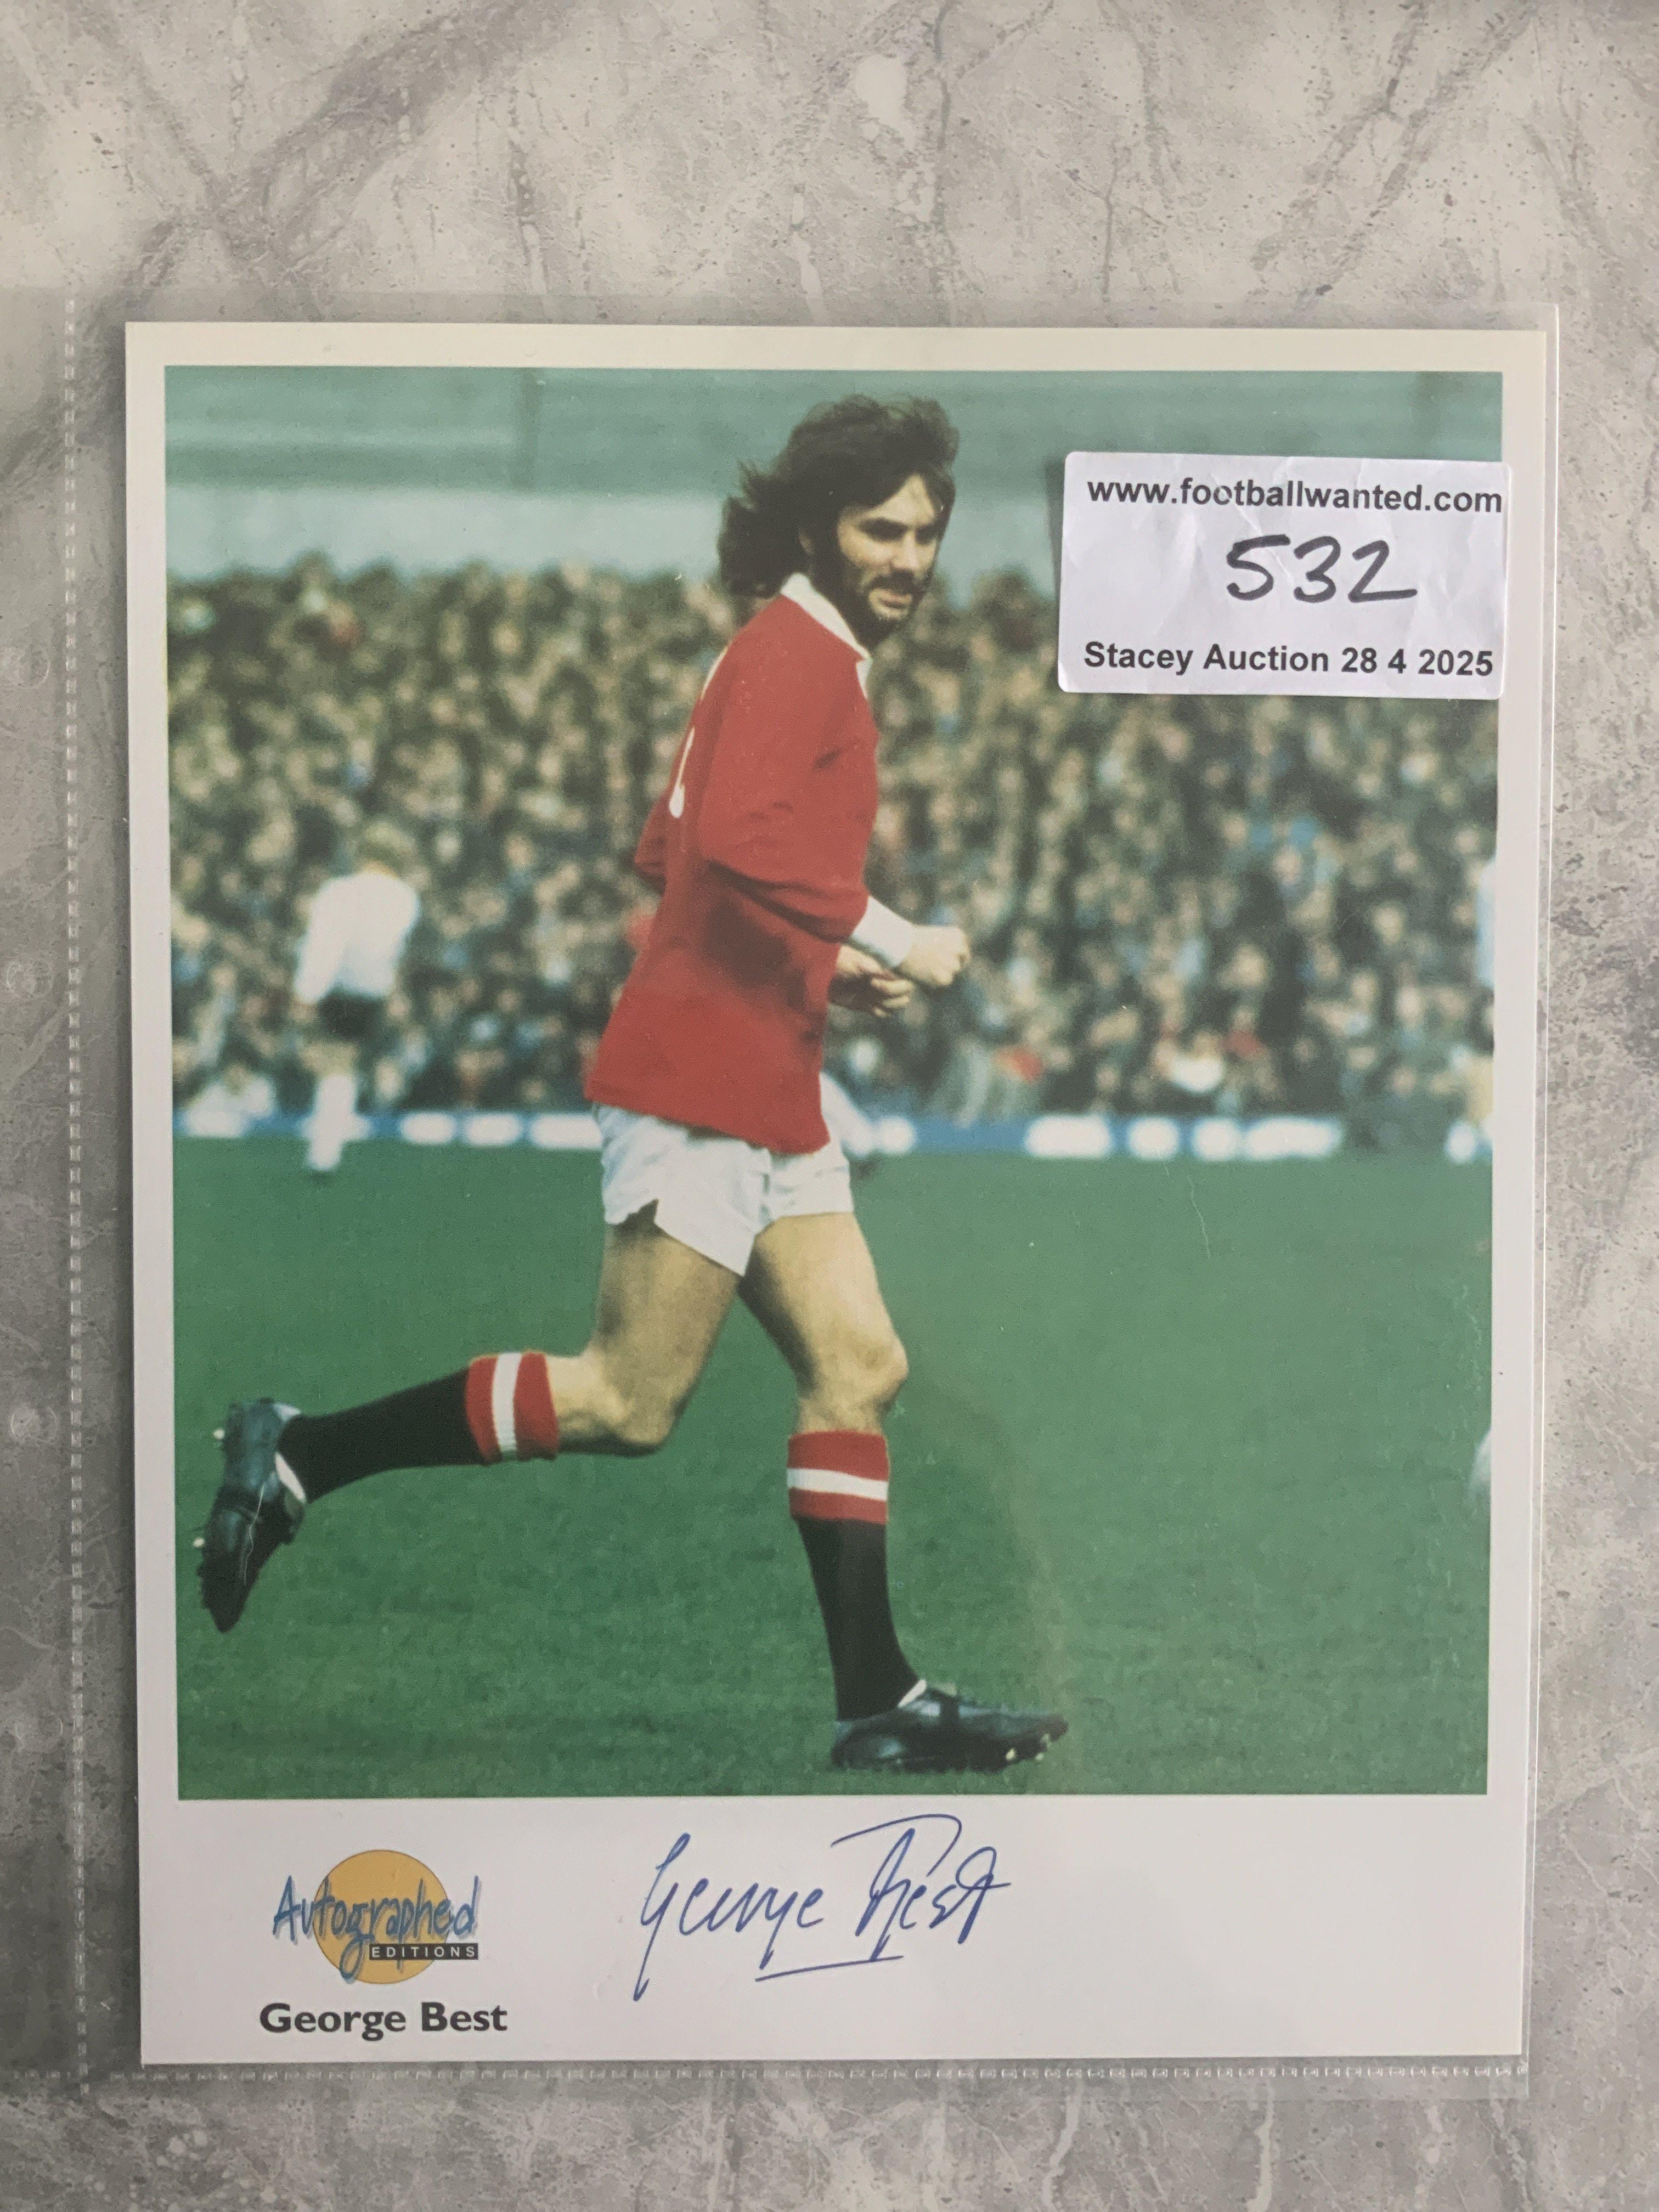 www.footballwanted.com
532
Stacey Auction 28 4 2025
Autographed
EDITIONS
George Best
George Best